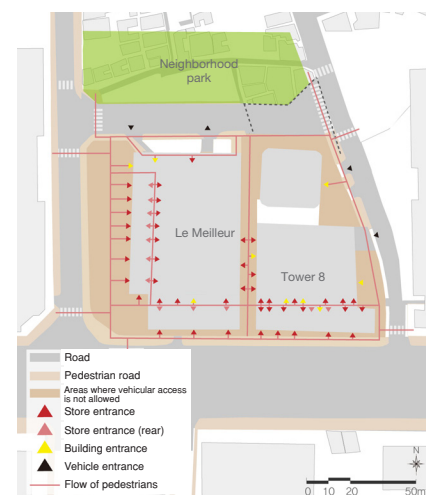 Neighborhood
park
Le Meilleur
Tower 8
Road
Pedestrian road
Areas where vehicular access
is not allowed
Store entrance
Store entrance (rear)
Building entrance
Vehicle entrance
Flow of pedestrians
N
0 10 20 50m